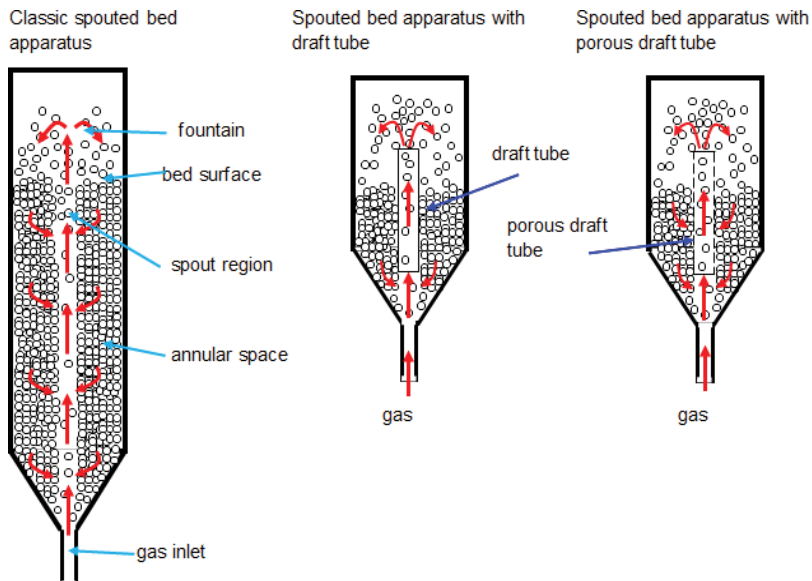 Classic spouted bed
apparatus
fountain
bed surface
spout region
annular space
gas inlet
Spouted bed apparatus with
draft tube
draft tube
gas
Spouted bed apparatus with
porous draft tube
porous draft
tube
gas